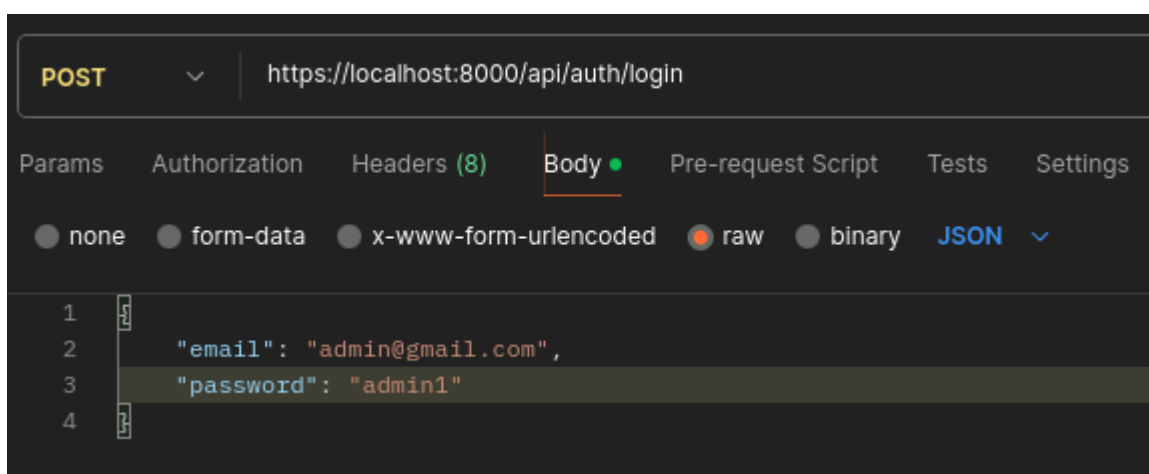 POST https://localhost:8000/api/auth/login
Params Authorization Headers (8) Body Pre-request Script Tests Settings
none form-data x-www-form-urlencoded raw binary JSON
1 {
2 "email": "admin@gmail.com",
3 "password": "admin1"
4 }